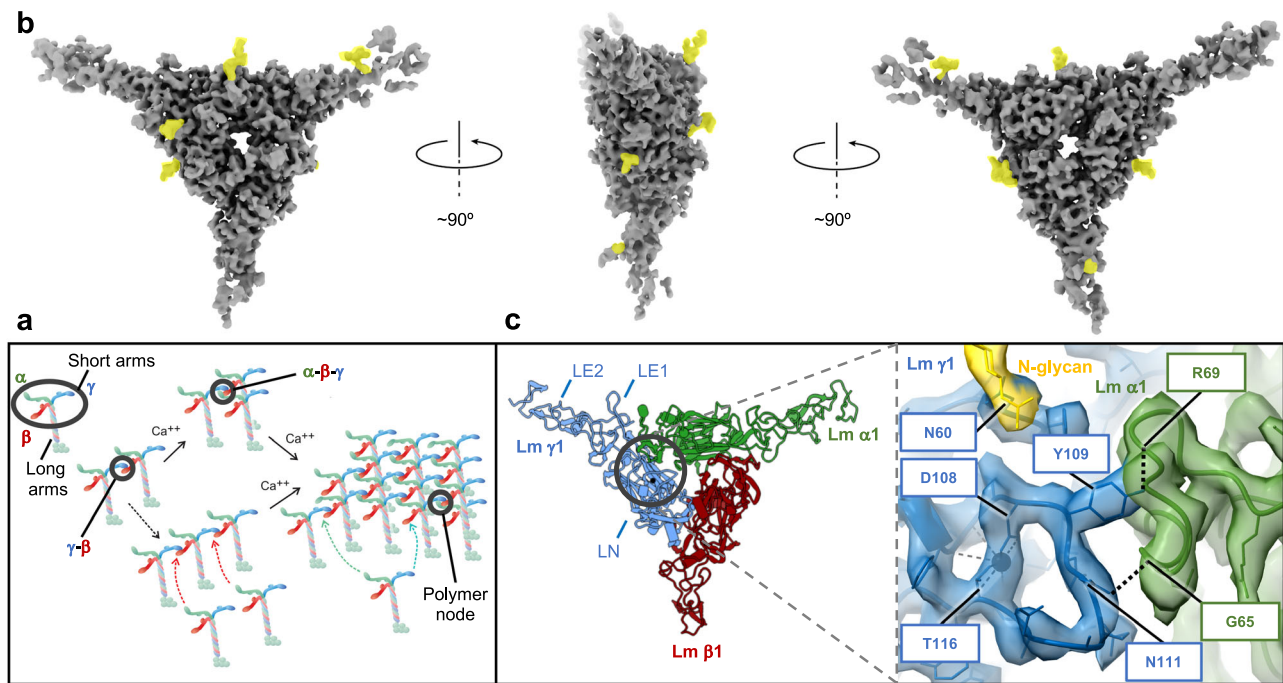 b
~90º
~90º
a
Short arms
α
γ
β
Long
arms
α-β-γ
Ca++
Ca++
Ca++
γ-β
Polymer
node
c
LE2
LE1
Lm γ1
Lm α1
LN
Lm β1
Lm γ1
N-glycan
Lm α1
R69
N60
Y109
D108
T116
N111
G65